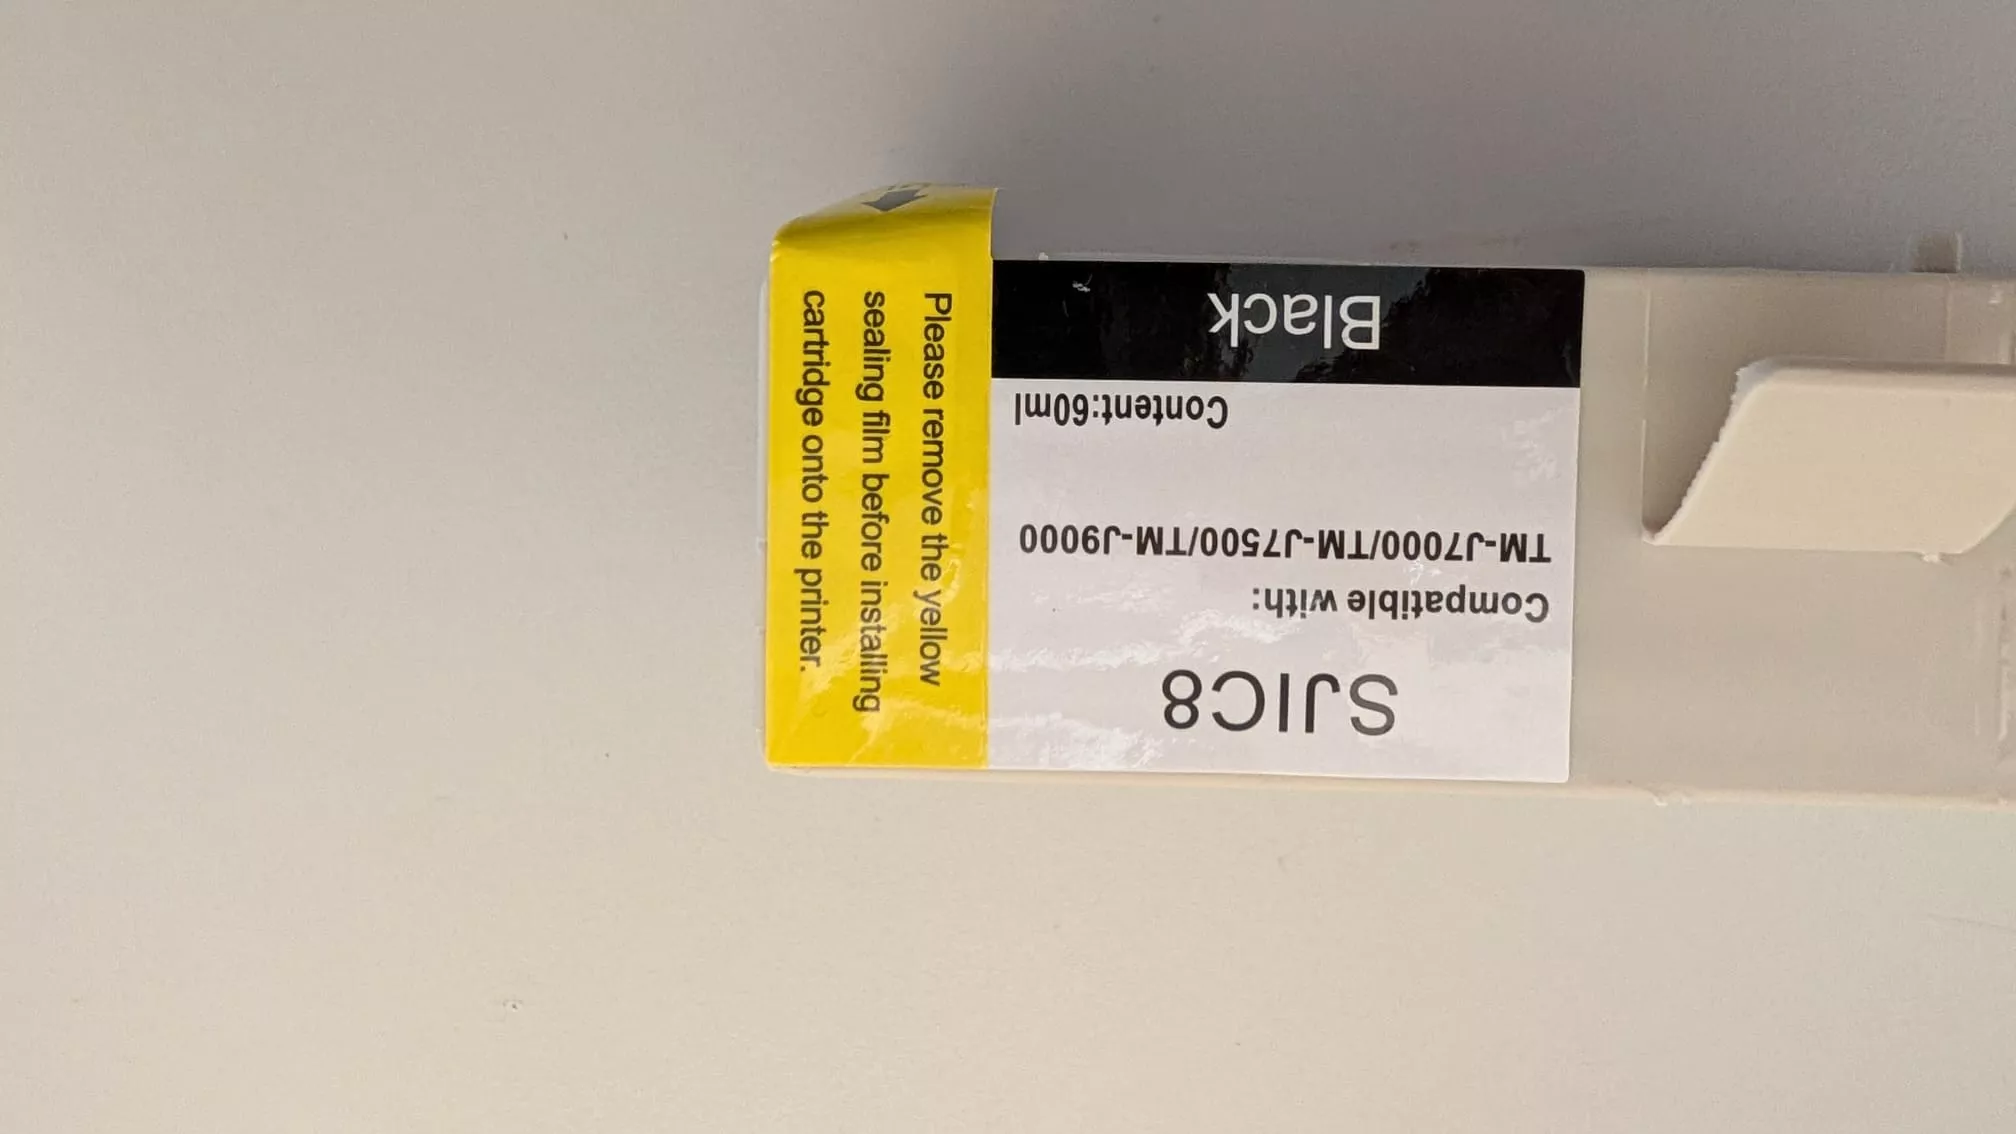 SJIC8
Compatible with:
TM-J7000/TM-J7500/TM-J9000
Content:60ml
Black
Please remove the yellow
sealing film before installing
cartridge onto the printer.